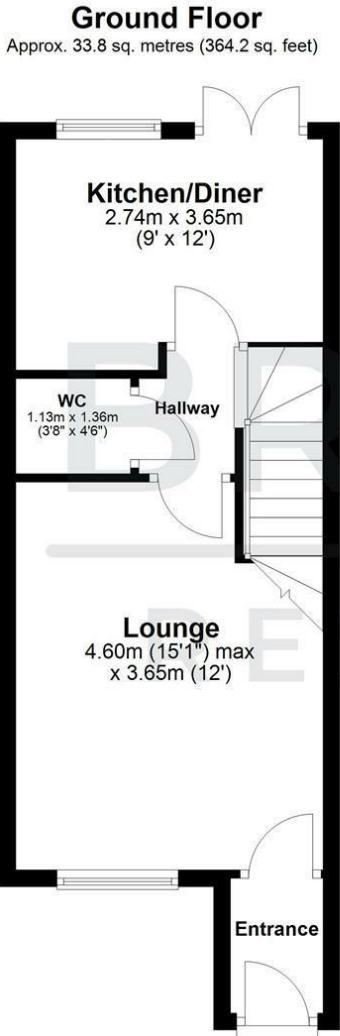 Ground Floor
Approx. 33.8 sq. metres (364.2 sq. feet)
Kitchen/Diner
2.74m x 3.65m
(9' x 12')
WC
1.13m x 1.36m
(3'8" x 4'6")
Hallway
BR
Lounge
4.60m (15'1") max
x 3.65m (12')
RE
Entrance